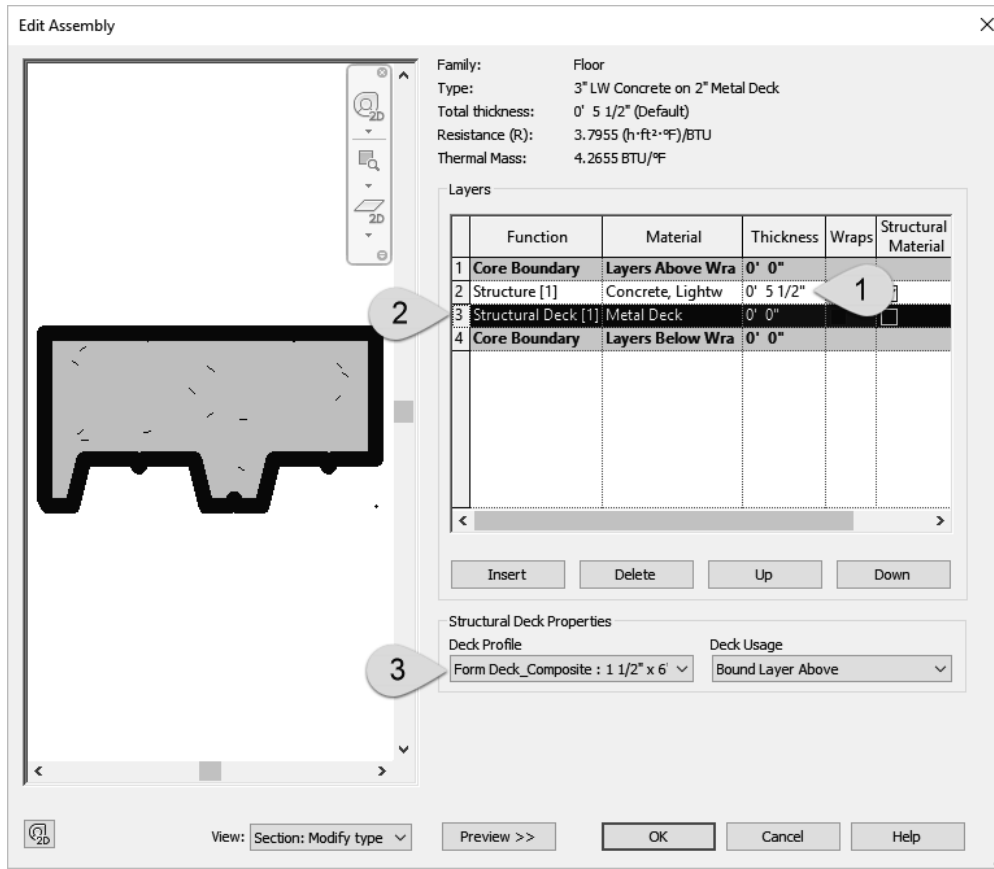 Edit Assembly
2D
2D
Family: Floor
Type: 3" LW Concrete on 2" Metal Deck
Total thickness: 0' 5 1/2" (Default)
Resistance (R): 3.7955 (h·ft²·°F)/BTU
Thermal Mass: 4.2655 BTU/°F
Layers
Function Material Thickness Wraps Structural Material
1 Core Boundary Layers Above Wra 0' 0"
2 Structure [1] Concrete, Lightw 0' 5 1/2" 1
2 3 Structural Deck [1] Metal Deck 0' 0"
4 Core Boundary Layers Below Wra 0' 0"
Insert Delete Up Down
Structural Deck Properties
Deck Profile Deck Usage
3 Form Deck_Composite : 1 1/2" x 6' Bound Layer Above
2D View: Section: Modify type Preview >> OK Cancel Help